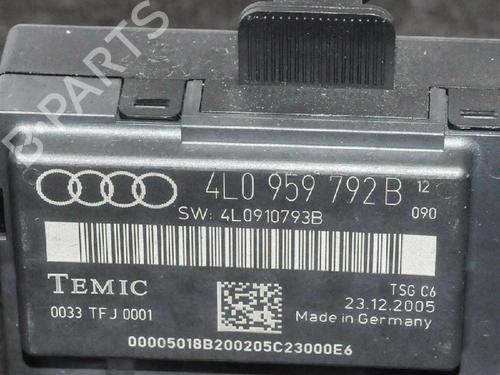 B-PARTS
4L0 959 792B 12
SW: 4L0910793B 090
TEMIC
TSG C6
23.12.2005
0033 TFJ 0001
Made in Germany
00005018B200205C23000E6